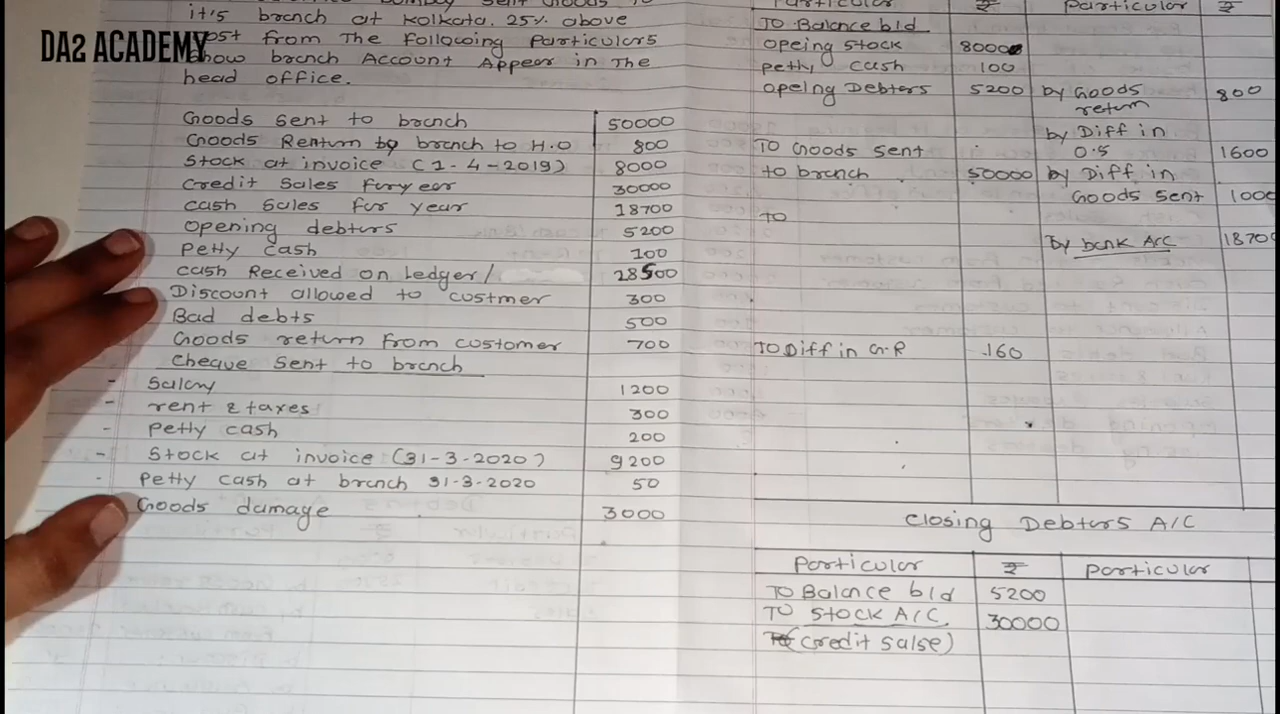 it's branch at Kolkata. 25% above
DA2 ACADEMY
cost from The Following Particulars
show branch Account Appear in The
head office.
Goods Sent to branch 50000
Goods Renturn by branch to H.O 800
Stock at invoice (1-4-2019) 8000
Credit Sales for year 30000
Cash Sales for year 18700
Opening debturs 5200
Petty Cash 100
Cash Received on Ledger/ 28500
Discount allowed to custmer 300
Bad debts 500
Goods return from customer 700
Cheque Sent to branch
- Salary 1200
- rent & taxes 300
- Petty cash 200
- Stock at invoice (31-3-2020) 9200
- Petty cash at branch 31-3-2020 50
Goods damage 3000
Particular ₹ Particular ₹
TO Balance b/d
opeing stock 8000
petty cash 100
opeing Debters 5200 by Goods 800
return
by Diff in
TO Goods sent 0.5 1600
to branch 50000 by Diff in
Goods sent 1000
TO
By bank A/C 18700
TO Diff in G.R 160
Closing Debturs A/C
Particular ₹ Particular
TO Balance b/d 5200
TO Stock A/C 30000
(credit salse)